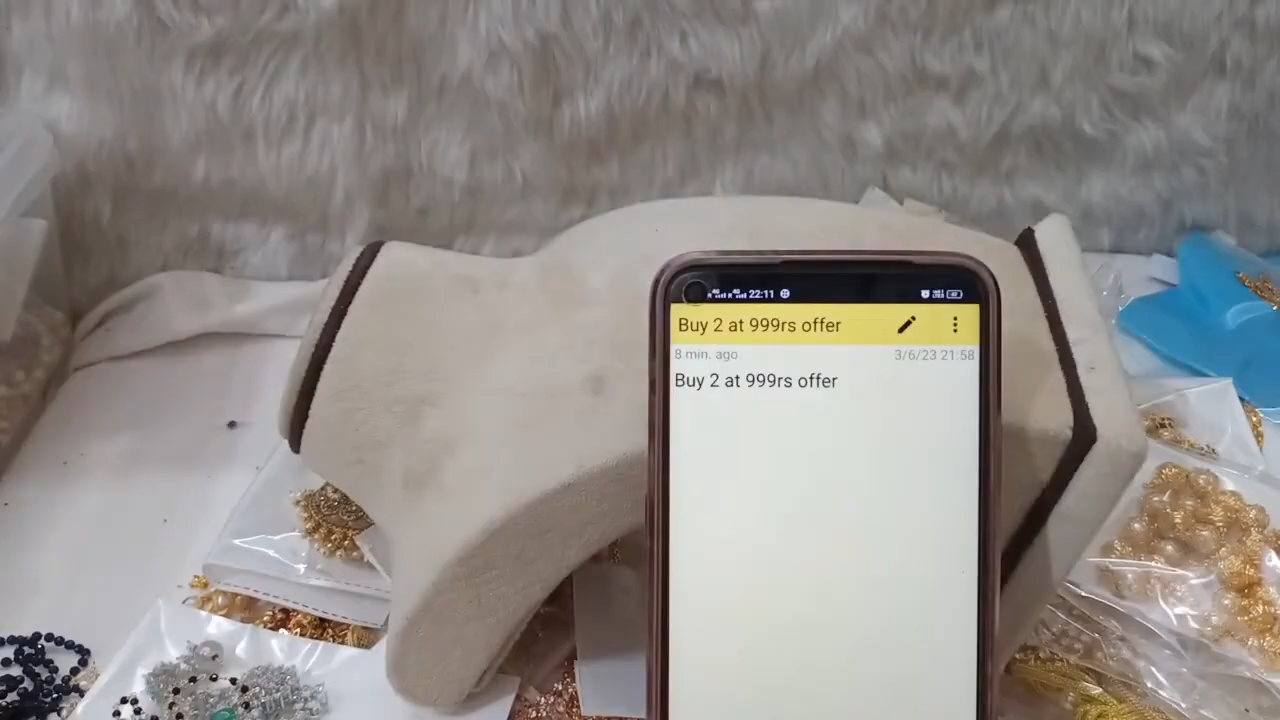 22:11
Buy 2 at 999rs offer
8 min. ago 3/6/23 21:58
Buy 2 at 999rs offer